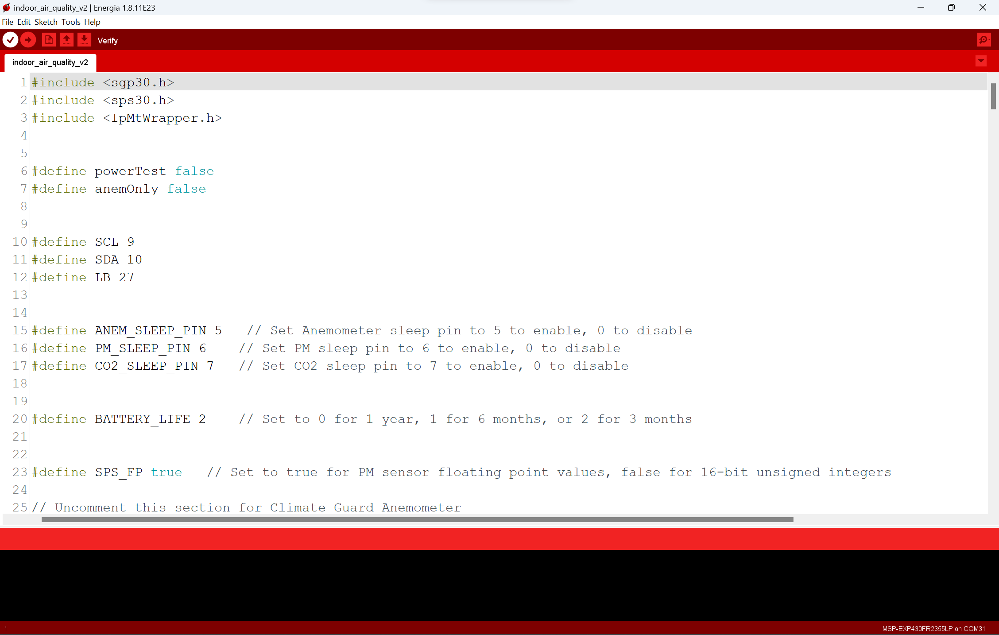 indoor_air_quality_v2 | Energia 1.8.11E23
File Edit Sketch Tools Help
Verify
indoor_air_quality_v2
1 #include <sgp30.h>
2 #include <sps30.h>
3 #include <IpMtWrapper.h>
4
5
6 #define powerTest false
7 #define anemOnly false
8
9
10 #define SCL 9
11 #define SDA 10
12 #define LB 27
13
14
15 #define ANEM_SLEEP_PIN 5 // Set Anemometer sleep pin to 5 to enable, 0 to disable
16 #define PM_SLEEP_PIN 6 // Set PM sleep pin to 6 to enable, 0 to disable
17 #define CO2_SLEEP_PIN 7 // Set CO2 sleep pin to 7 to enable, 0 to disable
18
19
20 #define BATTERY_LIFE 2 // Set to 0 for 1 year, 1 for 6 months, or 2 for 3 months
21
22
23 #define SPS_FP true // Set to true for PM sensor floating point values, false for 16-bit unsigned integers
24
25 // Uncomment this section for Climate Guard Anemometer
1
MSP-EXP430FR2355LP on COM31